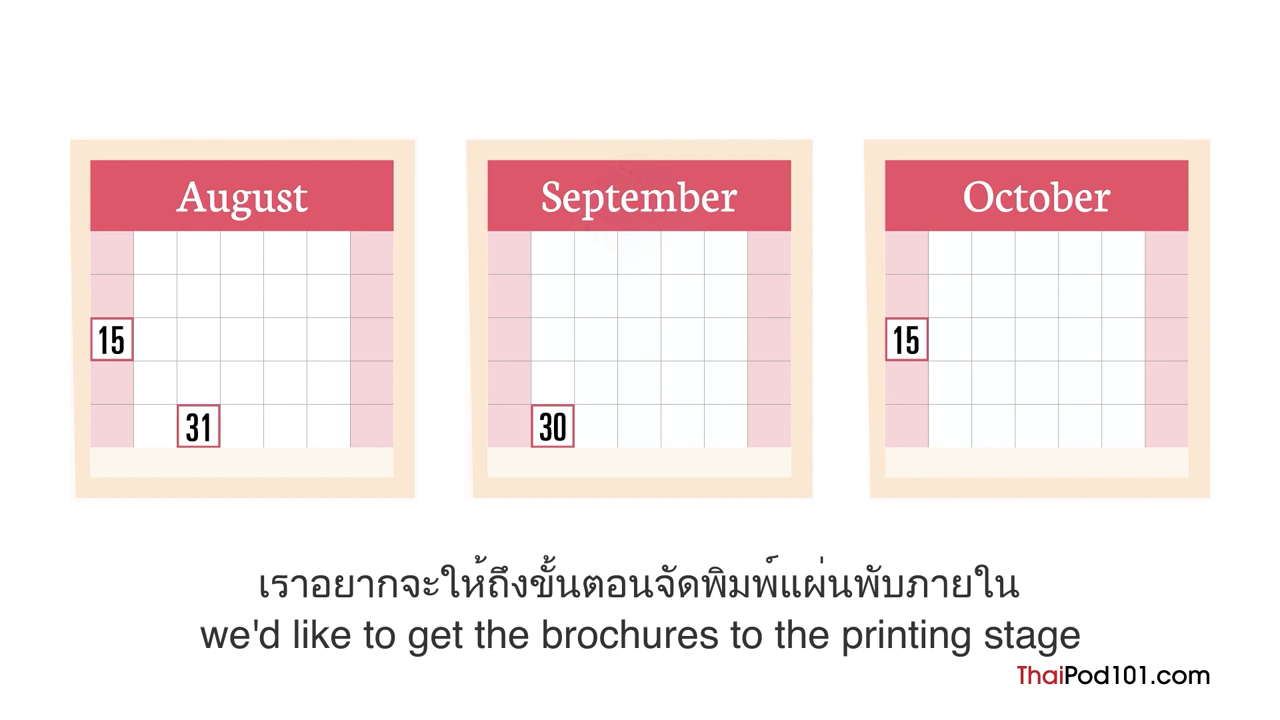 August
September
October
15
15
31
30
เราอยากจะให้ถึงขั้นตอนจัดพิมพ์แผ่นพับภายใน
we'd like to get the brochures to the printing stage
ThaiPod101.com